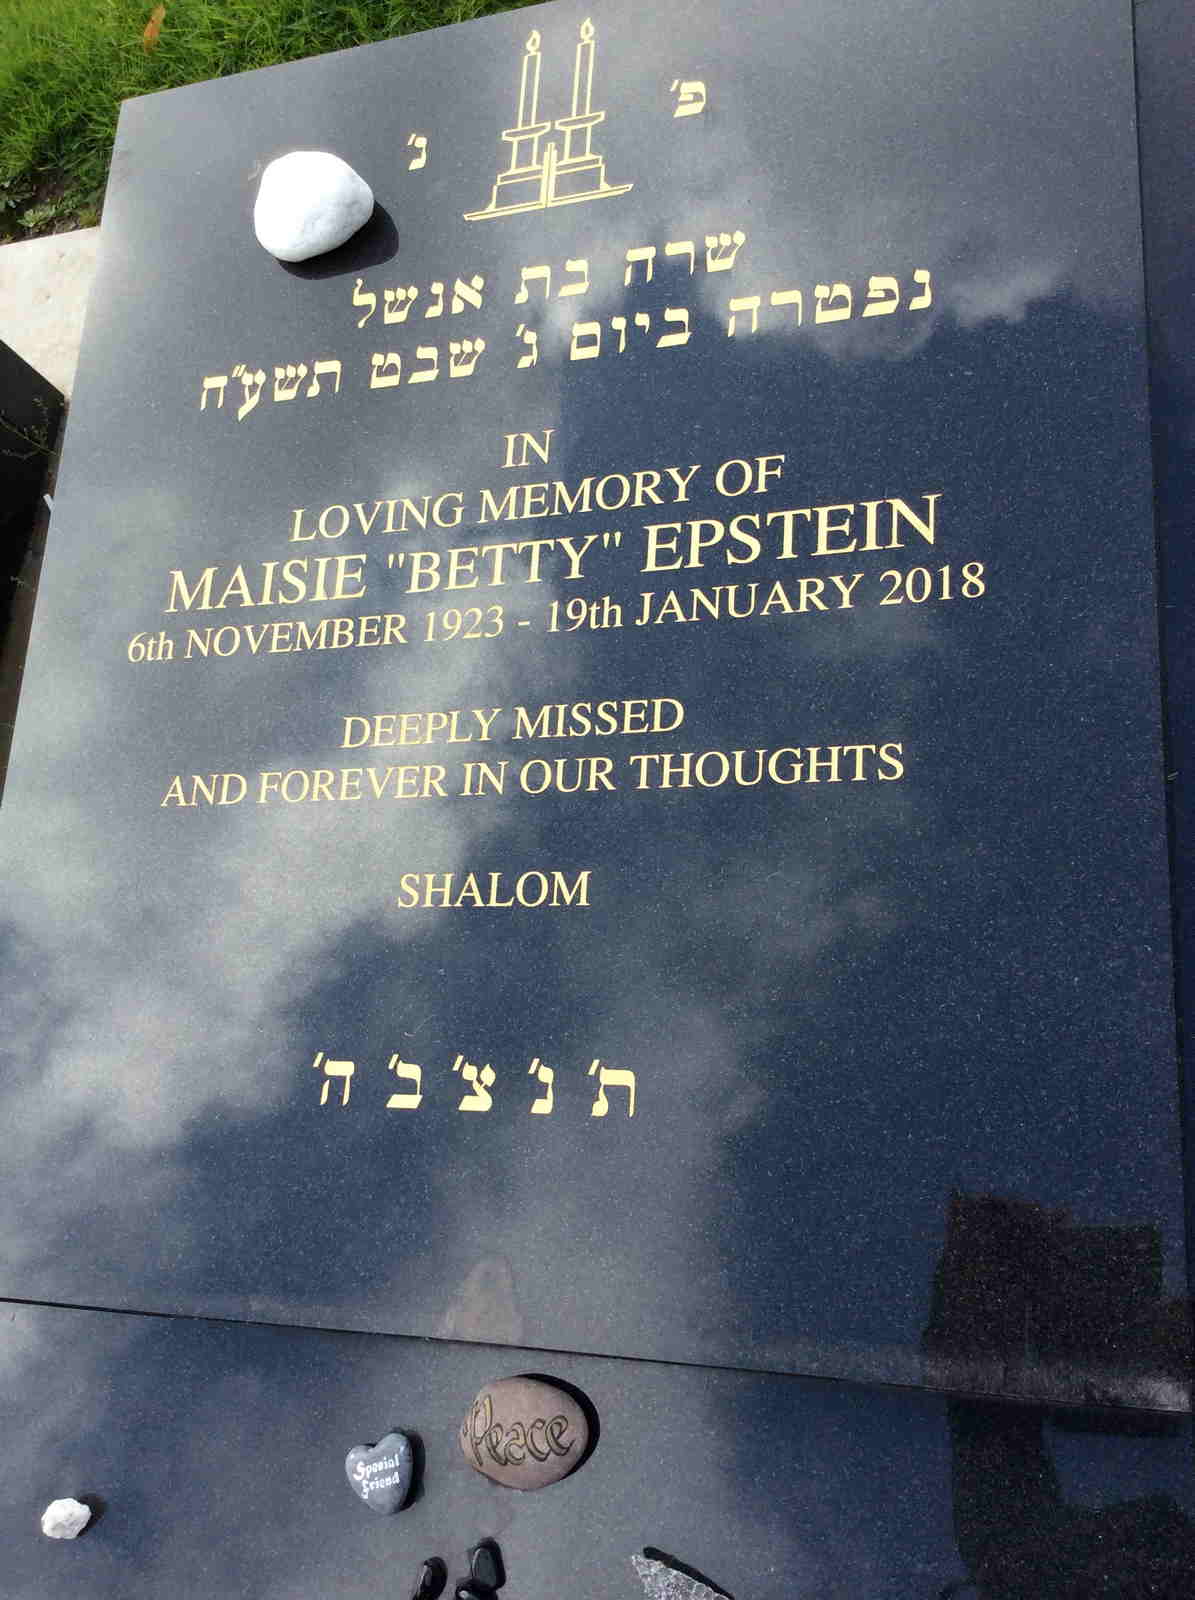 פ׳ נ׳
שרה בת אנשל
נפטרה ביום ג׳ שבט תשע״ח
IN
LOVING MEMORY OF
MAISIE "BETTY" EPSTEIN
6th NOVEMBER 1923 - 19th JANUARY 2018
DEEPLY MISSED
AND FOREVER IN OUR THOUGHTS
SHALOM
ת׳ נ׳ צ׳ ב׳ ה׳
Peace
Special
friend